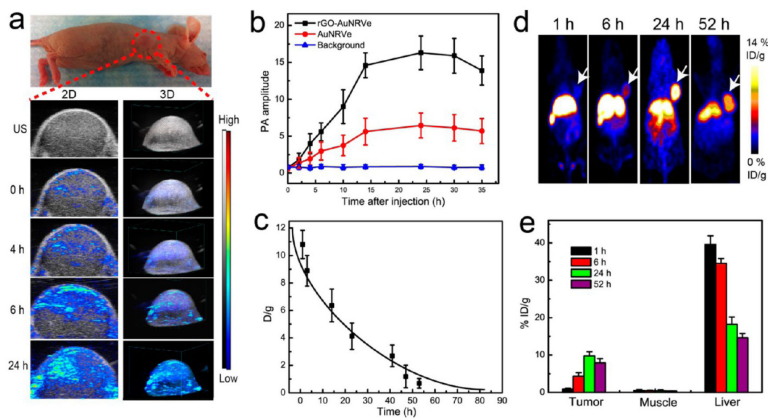 a
2D 3D
US
0 h
4 h
6 h
24 h
High
Low
b
rGO-AuNRVe
AuNRVe
Background
PA amplitude
20
15
10
5
0
0 5 10 15 20 25 30 35
Time after injection (h)
c
D/g
12
10
8
6
4
2
0
0 10 20 30 40 50 60 70 80 90
Time (h)
d
1 h 6 h 24 h 52 h
14 %
ID/g
0 %
ID/g
e
1 h
6 h
24 h
52 h
% ID/g
40
30
20
10
0
Tumor Muscle Liver